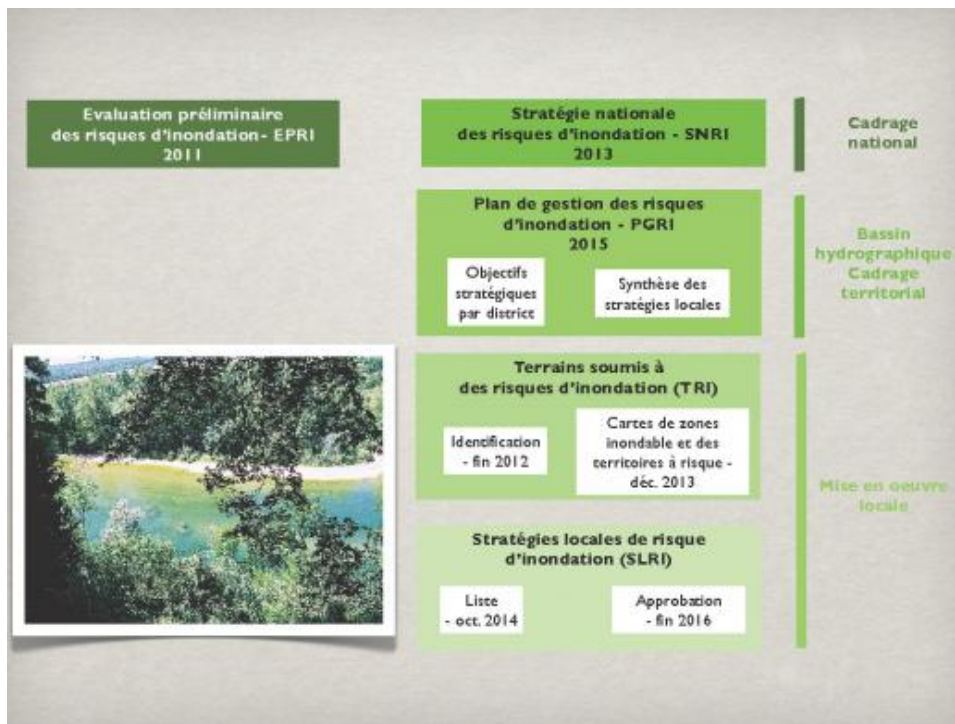 Evaluation préliminaire
des risques d'inondation- EPRI
2011
Stratégie nationale
des risques d'inondation - SNRI
2013
Cadrage
national
Plan de gestion des risques
d'inondation - PGRI
2015
Objectifs
stratégiques
par district
Synthèse des
stratégies locales
Bassin
hydrographique
Cadrage
territorial
Terrains soumis à
des risques d'inondation (TRI)
Identification
- fin 2012
Cartes de zones
inondable et des
territoires à risque -
déc. 2013
Mise en oeuvre
locale
Stratégies locales de risque
d'inondation (SLRI)
Liste
- oct. 2014
Approbation
- fin 2016